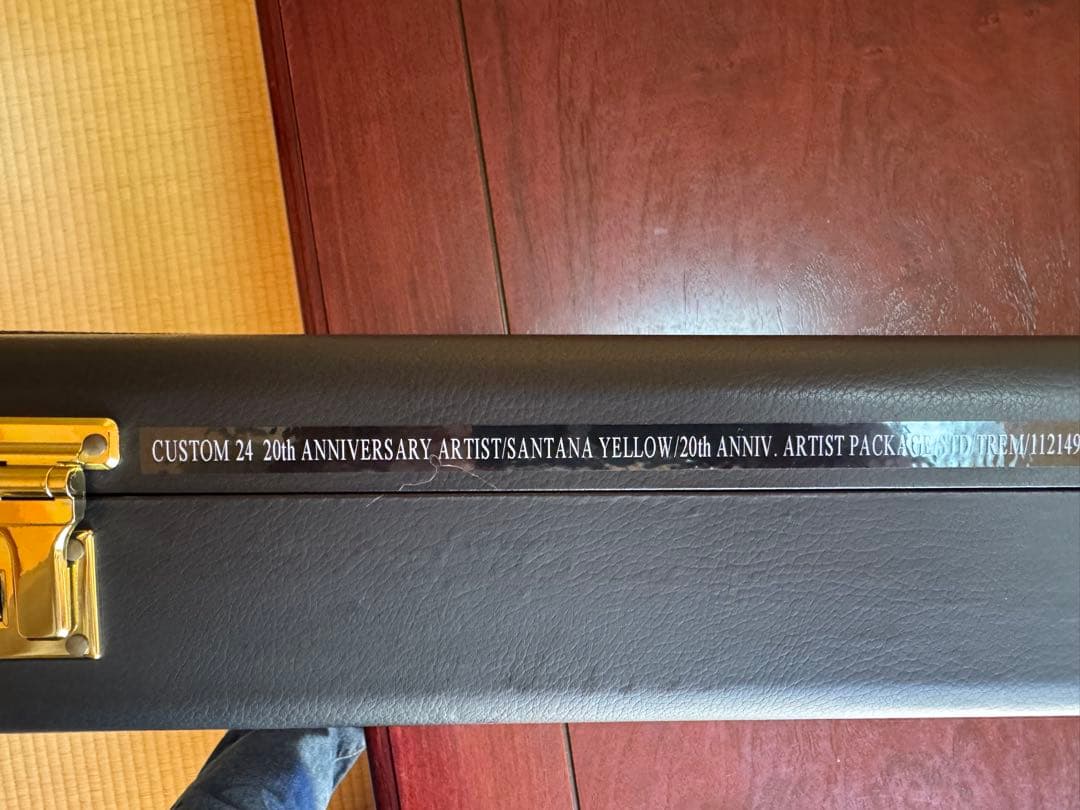 CUSTOM 24 20th ANNIVERSARY ARTIST/SANTANA YELLOW/20th ANNIV. ARTIST PACKAGE/STD TREM/112149